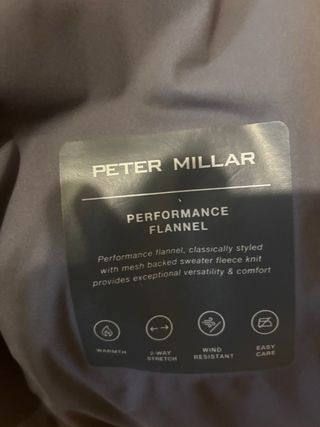 PETER MILLAR
PERFORMANCE
FLANNEL
Performance flannel, classically styled
with mesh backed sweater fleece knit
provides exceptional versatility & comfort
WARMTH
2-WAY
STRETCH
WIND
RESISTANT
EASY
CARE